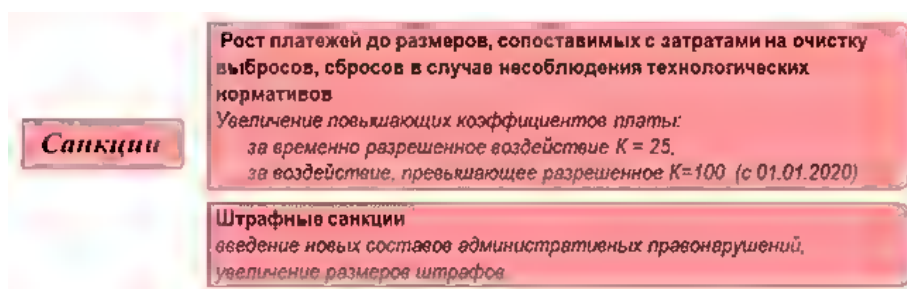 Санкции
Рост платежей до размеров, сопоставимых с затратами на очистку
выбросов, сбросов в случае несоблюдения технологических
нормативов
Увеличение повышающих коэффициентов платы:
за временно разрешенное воздействие К = 25,
за воздействие, превышающее разрешенное К=100 (с 01.01.2020)
Штрафные санкции
введение новых составов административных правонарушений,
увеличение размеров штрафов